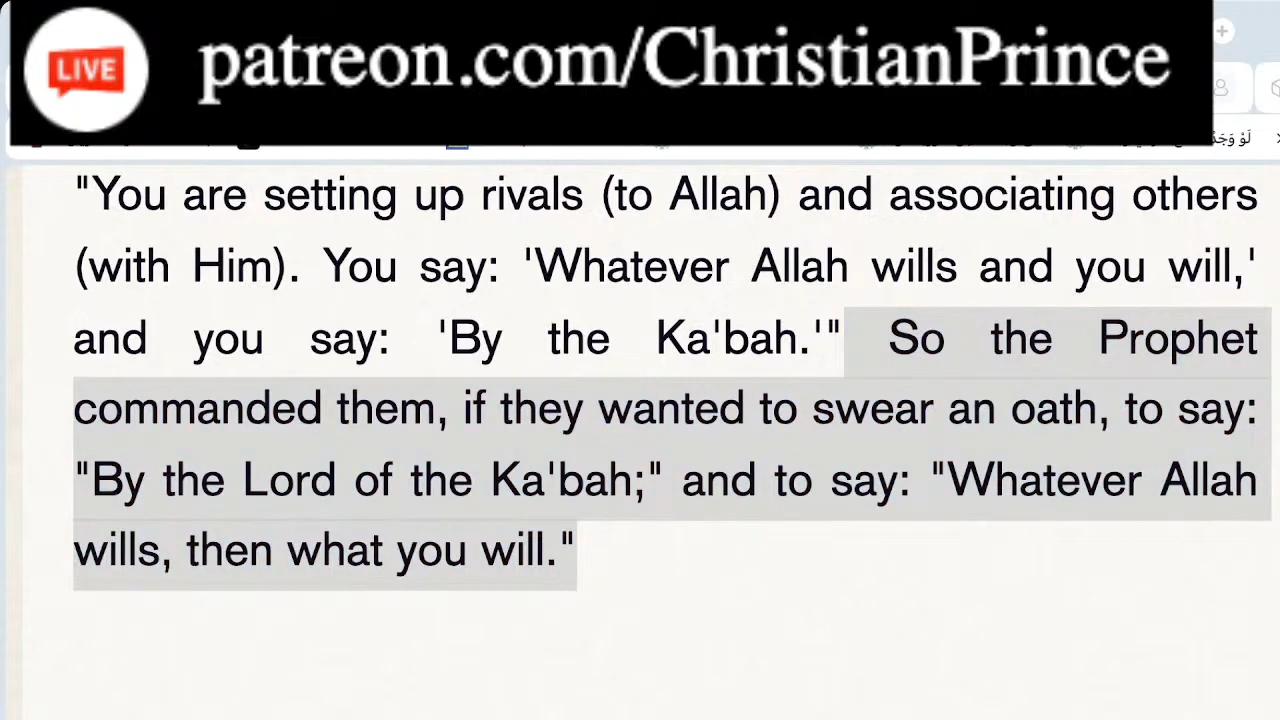 LIVE
patreon.com/ChristianPrince
"You are setting up rivals (to Allah) and associating others
(with Him). You say: 'Whatever Allah wills and you will,'
and you say: 'By the Ka'bah.'" So the Prophet
commanded them, if they wanted to swear an oath, to say:
"By the Lord of the Ka'bah;" and to say: "Whatever Allah
wills, then what you will."